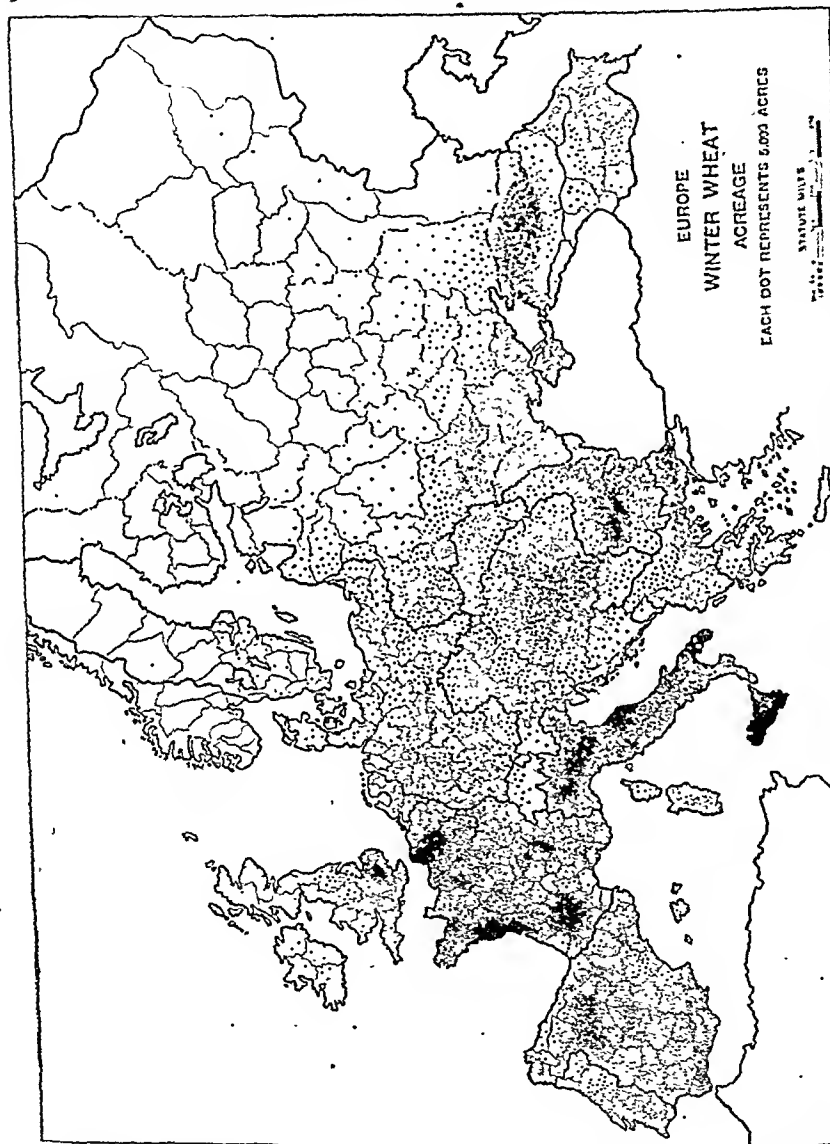 EUROPE
WINTER WHEAT
ACREAGE
EACH DOT REPRESENTS 5,000 ACRES
STATUTE MILES